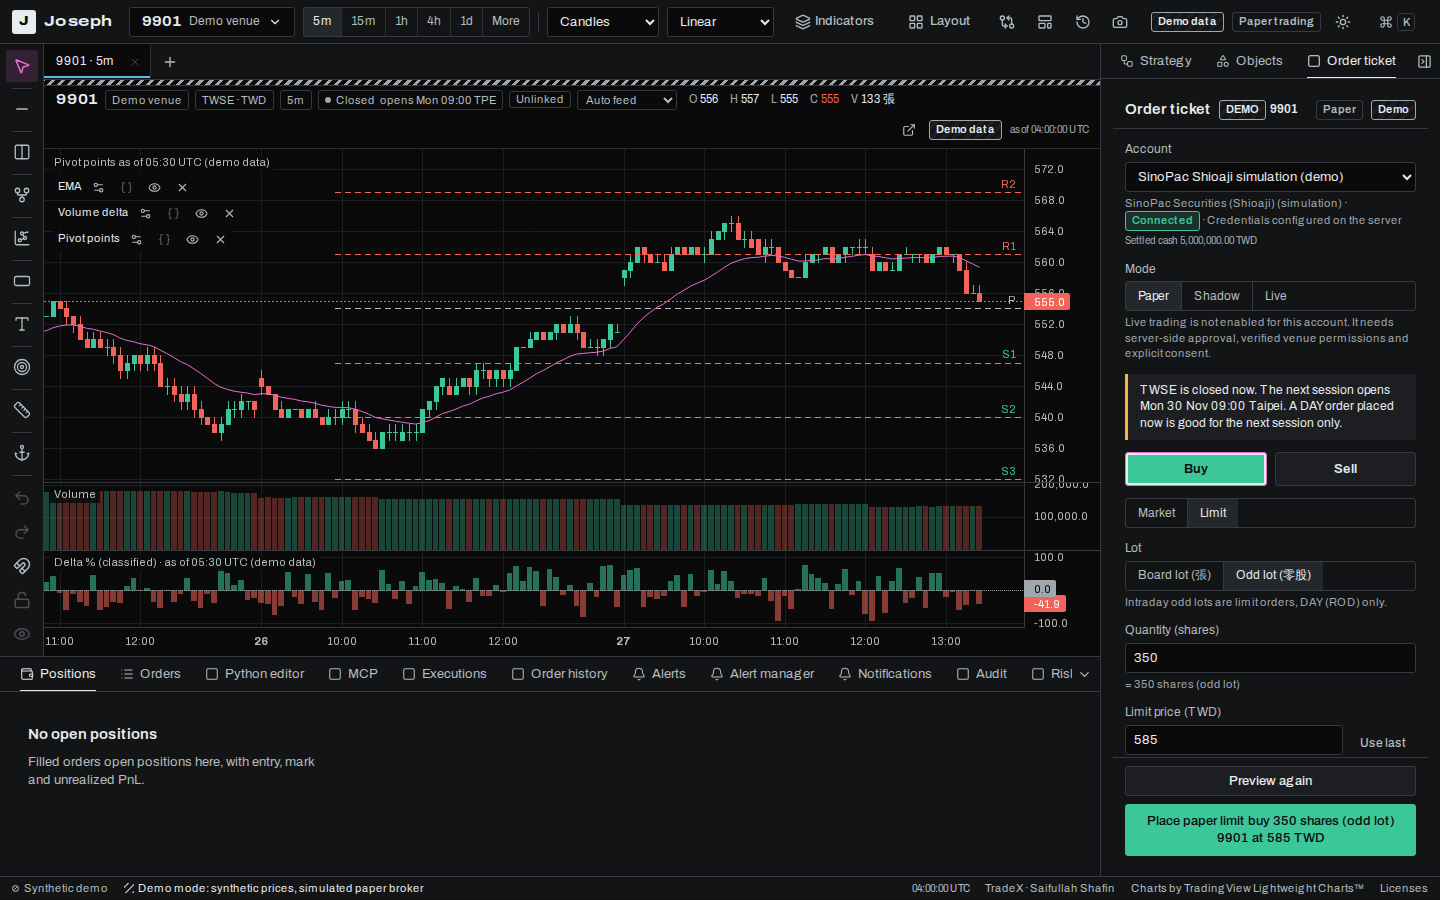 J Joseph
9901 Demo venue
5m 15m 1h 4h 1d More
Candles
Linear
Indicators
Layout
Demo data
Paper trading
⌘ K
9901 · 5m
Strategy
Objects
Order ticket
9901 Demo venue TWSE · TWD 5m Closed opens Mon 09:00 TPE Unlinked Auto feed O 556 H 557 L 555 C 555 V 133 張
Demo data as of 04:00:00 UTC
Pivot points as of 05:30 UTC (demo data)
EMA
Volume delta
Pivot points
R2
R1
P
S1
S2
S3
572.0
568.0
564.0
560.0
556.0
555.0
552.0
548.0
544.0
540.0
536.0
532.0
Volume
200,000.0
100,000.0
Delta % (classified) · as of 05:30 UTC (demo data)
100.0
0.0
-41.9
-100.0
11:00 12:00 26 10:00 11:00 12:00 27 10:00 11:00 12:00 13:00
Positions
Orders
Python editor
MCP
Executions
Order history
Alerts
Alert manager
Notifications
Audit
No open positions
Filled orders open positions here, with entry, mark
and unrealized PnL.
Order ticket DEMO 9901 Paper Demo
Account
SinoPac Shioaji simulation (demo)
SinoPac Securities (Shioaji) (simulation) ·
Connected · Credentials configured on the server
Settled cash 5,000,000.00 TWD
Mode
Paper Shadow Live
Live trading is not enabled for this account. It needs
server-side approval, verified venue permissions and
explicit consent.
TWSE is closed now. The next session opens
Mon 30 Nov 09:00 Taipei. A DAY order placed
now is good for the next session only.
Buy Sell
Market Limit
Lot
Board lot (張) Odd lot (零股)
Intraday odd lots are limit orders, DAY (ROD) only.
Quantity (shares)
350
= 350 shares (odd lot)
Limit price (TWD)
585
Use last
Preview again
Place paper limit buy 350 shares (odd lot)
9901 at 585 TWD
Synthetic demo
Demo mode: synthetic prices, simulated paper broker
04:00:00 UTC
TradeX · Saifullah Shafin
Charts by TradingView Lightweight Charts™
Licenses